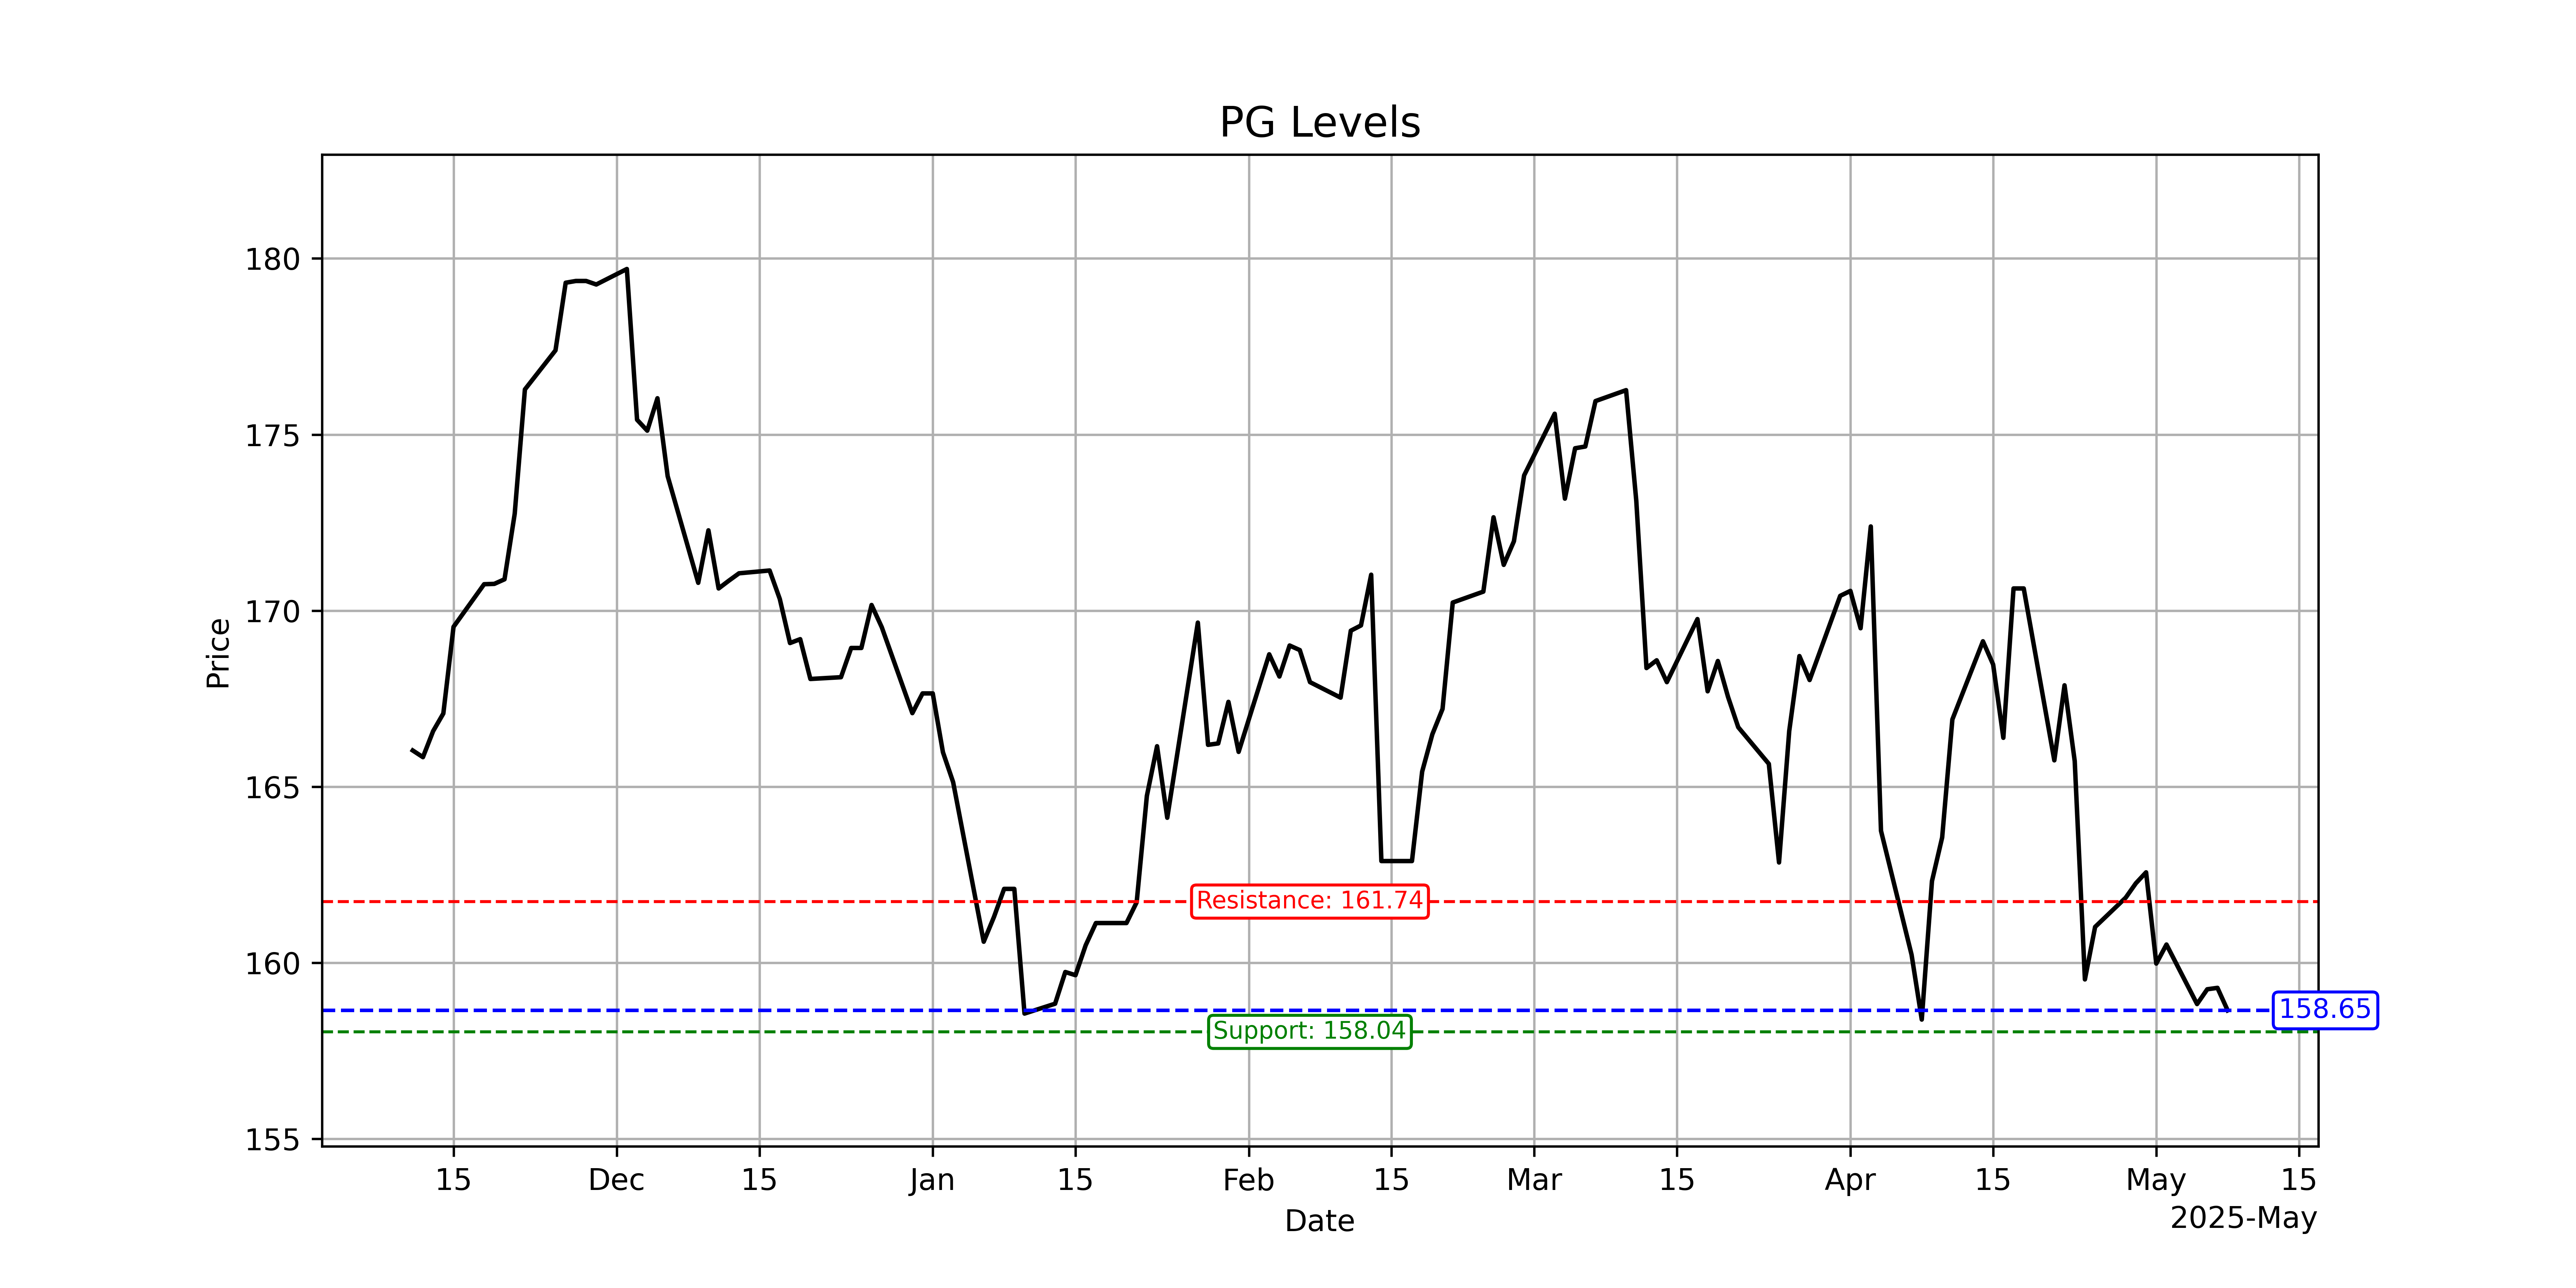 PG Levels
Price
180
175
170
165
160
155
Resistance: 161.74
158.65
Support: 158.04
15
Dec
15
Jan
15
Feb
15
Mar
15
Apr
15
May
15
Date
2025-May